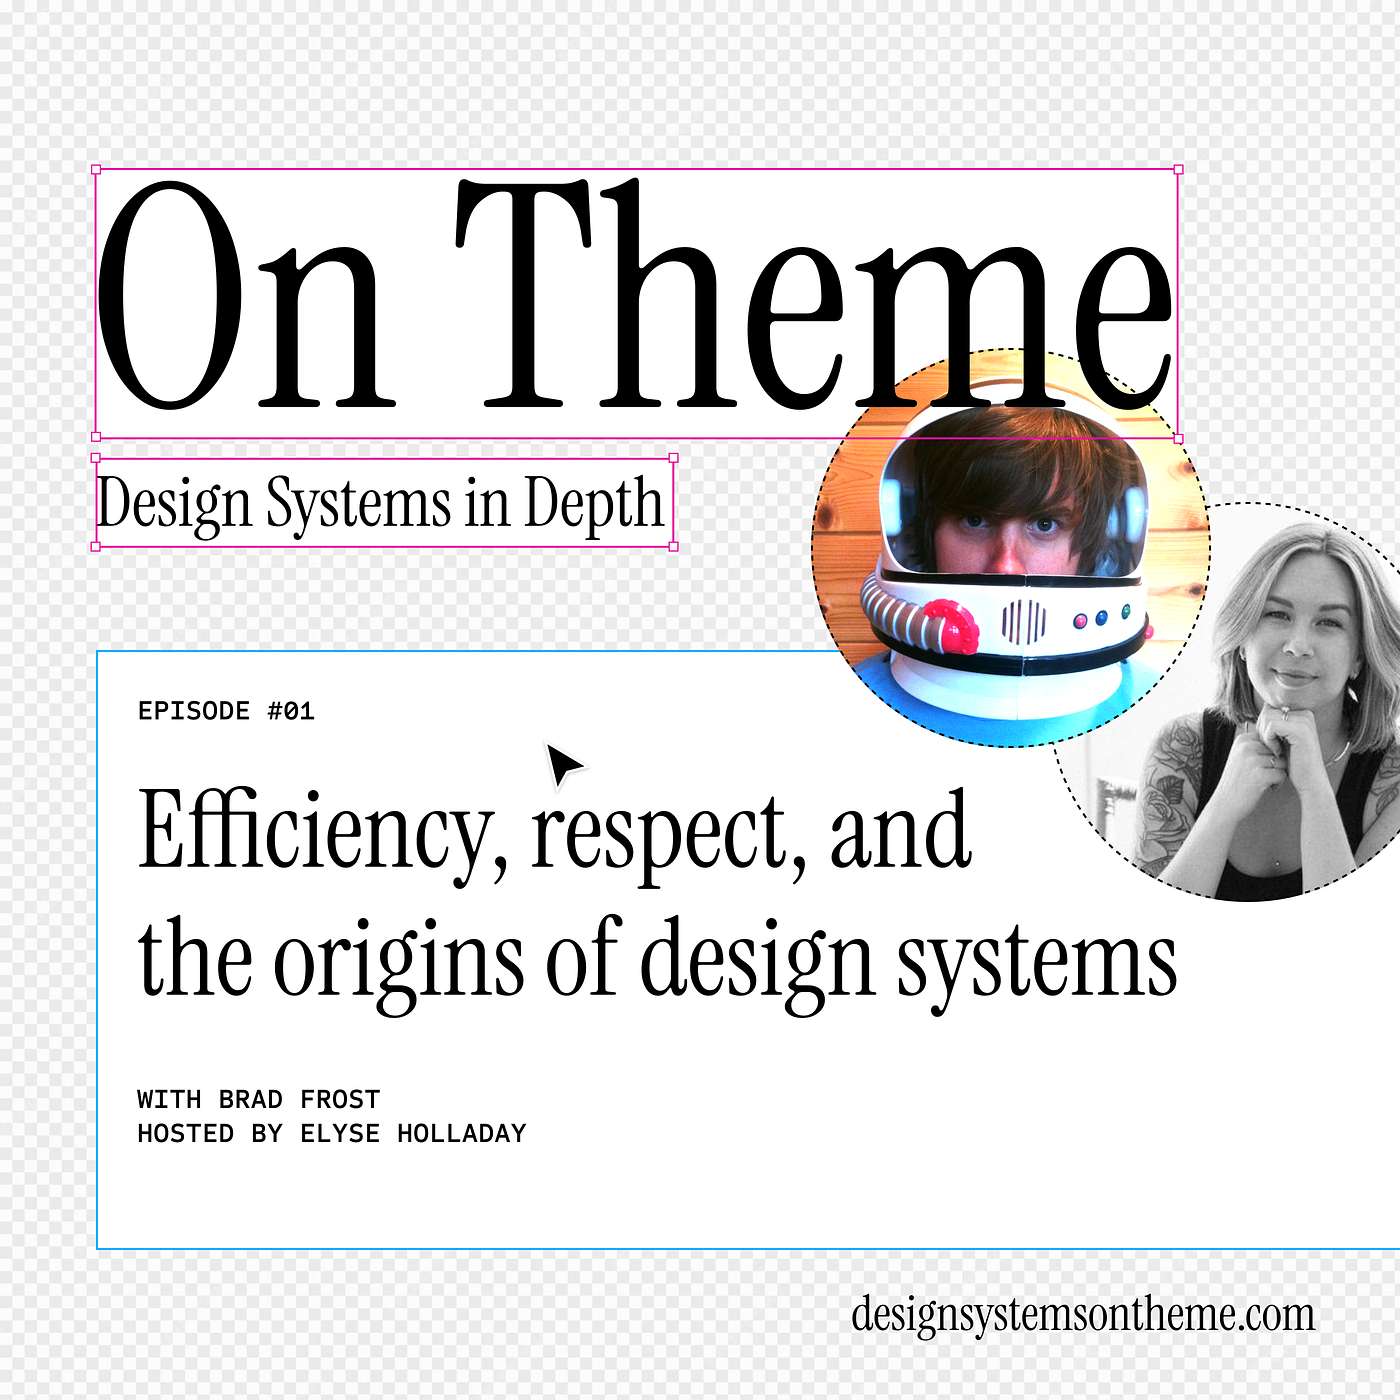 On Theme
Design Systems in Depth
EPISODE #01
Efficiency, respect, and
the origins of design systems
WITH BRAD FROST
HOSTED BY ELYSE HOLLADAY
designsystemsontheme.com